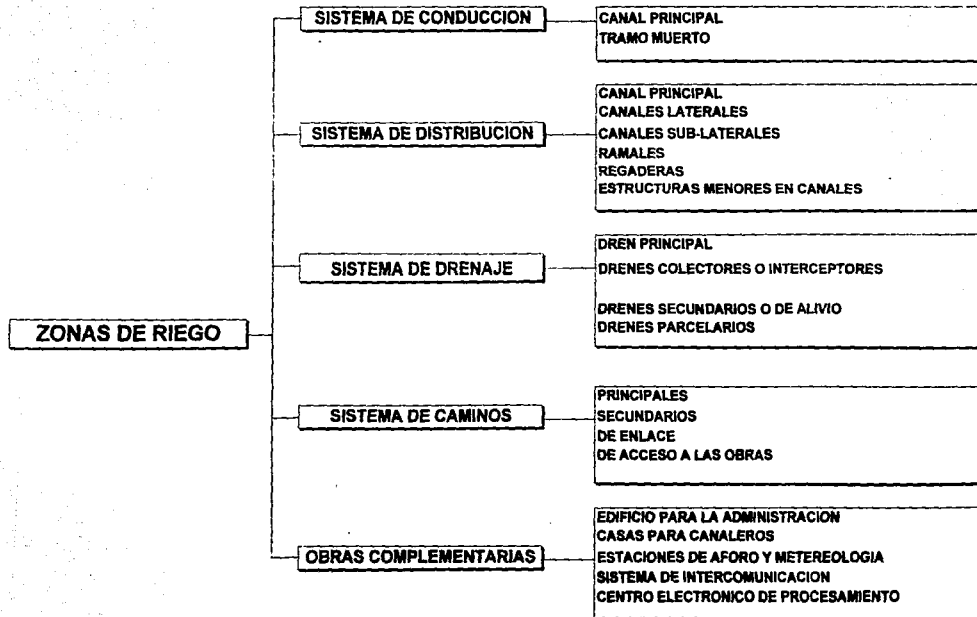 SISTEMA DE CONDUCCION
CANAL PRINCIPAL
TRAMO MUERTO
SISTEMA DE DISTRIBUCION
CANAL PRINCIPAL
CANALES LATERALES
CANALES SUB-LATERALES
RAMALES
REGADERAS
ESTRUCTURAS MENORES EN CANALES
SISTEMA DE DRENAJE
DREN PRINCIPAL
DRENES COLECTORES O INTERCEPTORES
DRENES SECUNDARIOS O DE ALIVIO
DRENES PARCELARIOS
ZONAS DE RIEGO
SISTEMA DE CAMINOS
PRINCIPALES
SECUNDARIOS
DE ENLACE
DE ACCESO A LAS OBRAS
OBRAS COMPLEMENTARIAS
EDIFICIO PARA LA ADMINISTRACION
CASAS PARA CANALEROS
ESTACIONES DE AFORO Y METEREOLOGIA
SISTEMA DE INTERCOMUNICACION
CENTRO ELECTRONICO DE PROCESAMIENTO